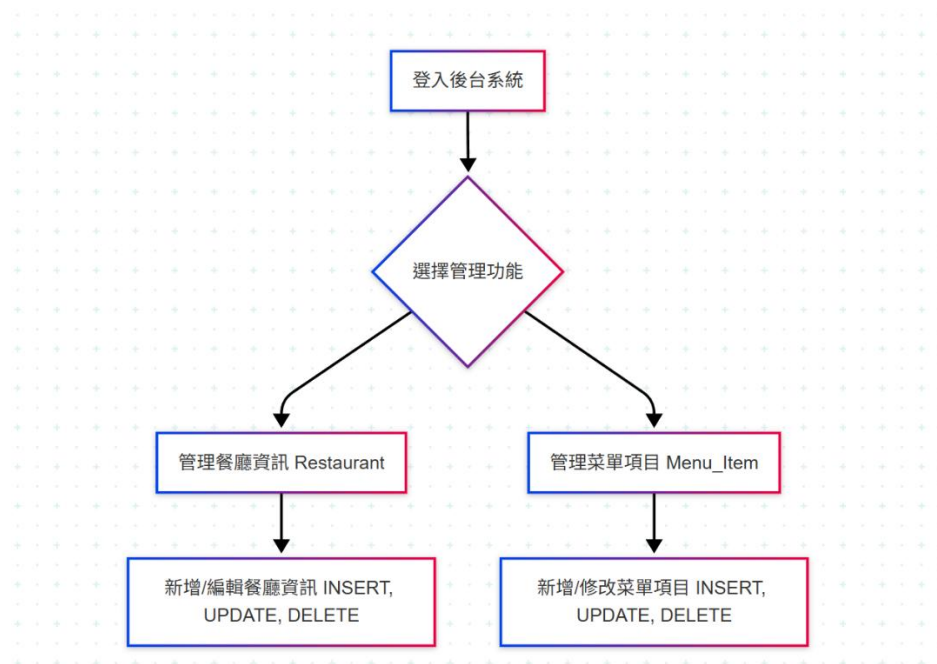 登入後台系統
選擇管理功能
管理餐廳資訊 Restaurant
管理菜單項目 Menu_Item
新增/編輯餐廳資訊 INSERT,
UPDATE, DELETE
新增/修改菜單項目 INSERT,
UPDATE, DELETE